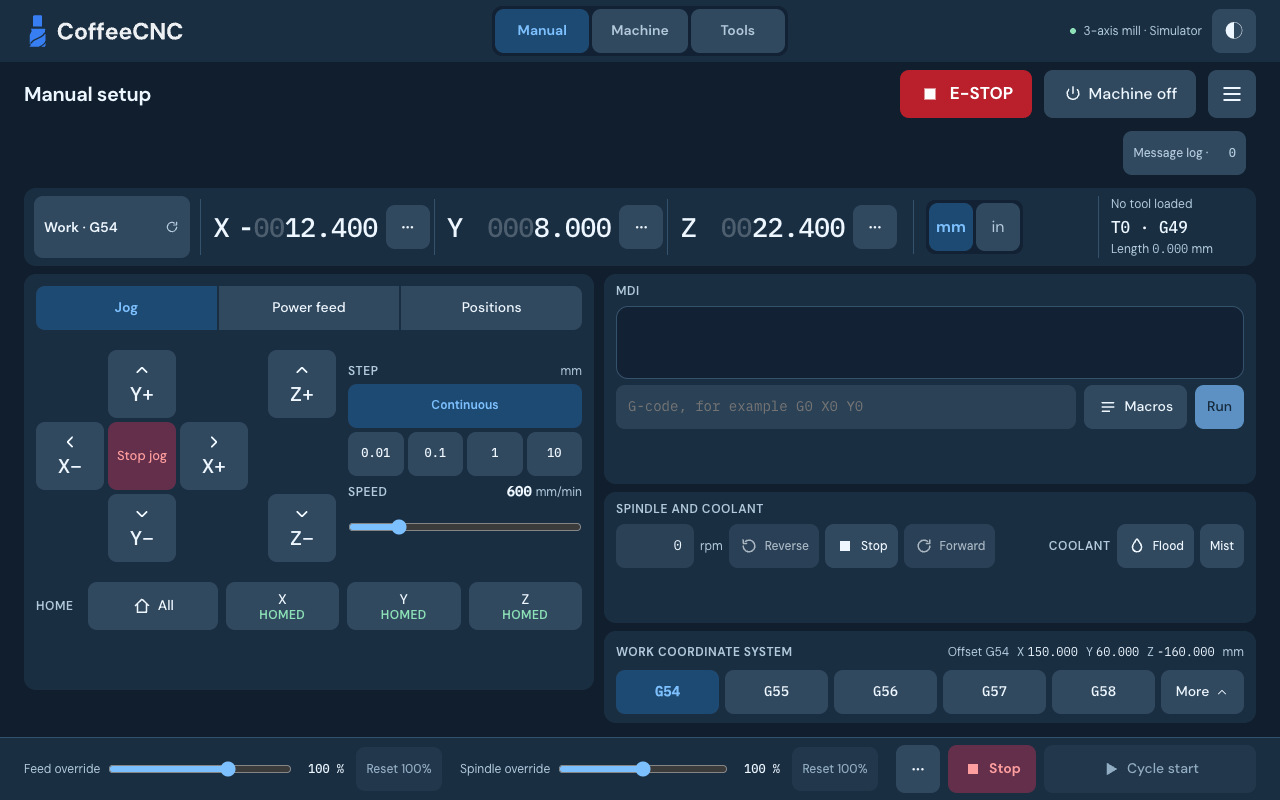 CoffeeCNC
Manual Machine Tools
3-axis mill · Simulator
Manual setup
E-STOP
Machine off
Message log · 0
Work · G54
X -0012.400 ···
Y 0008.000 ···
Z 0022.400 ···
mm in
No tool loaded
T0 · G49
Length 0.000 mm
Jog Power feed Positions
Y+
Z+
X−
Stop jog
X+
Y−
Z−
STEP mm
Continuous
0.01 0.1 1 10
SPEED 600 mm/min
HOME
All
X HOMED
Y HOMED
Z HOMED
MDI
G-code, for example G0 X0 Y0
Macros
Run
SPINDLE AND COOLANT
0 rpm
Reverse
Stop
Forward
COOLANT
Flood
Mist
WORK COORDINATE SYSTEM
Offset G54 X 150.000 Y 60.000 Z -160.000 mm
G54 G55 G56 G57 G58 More
Feed override 100 % Reset 100%
Spindle override 100 % Reset 100%
···
Stop
Cycle start